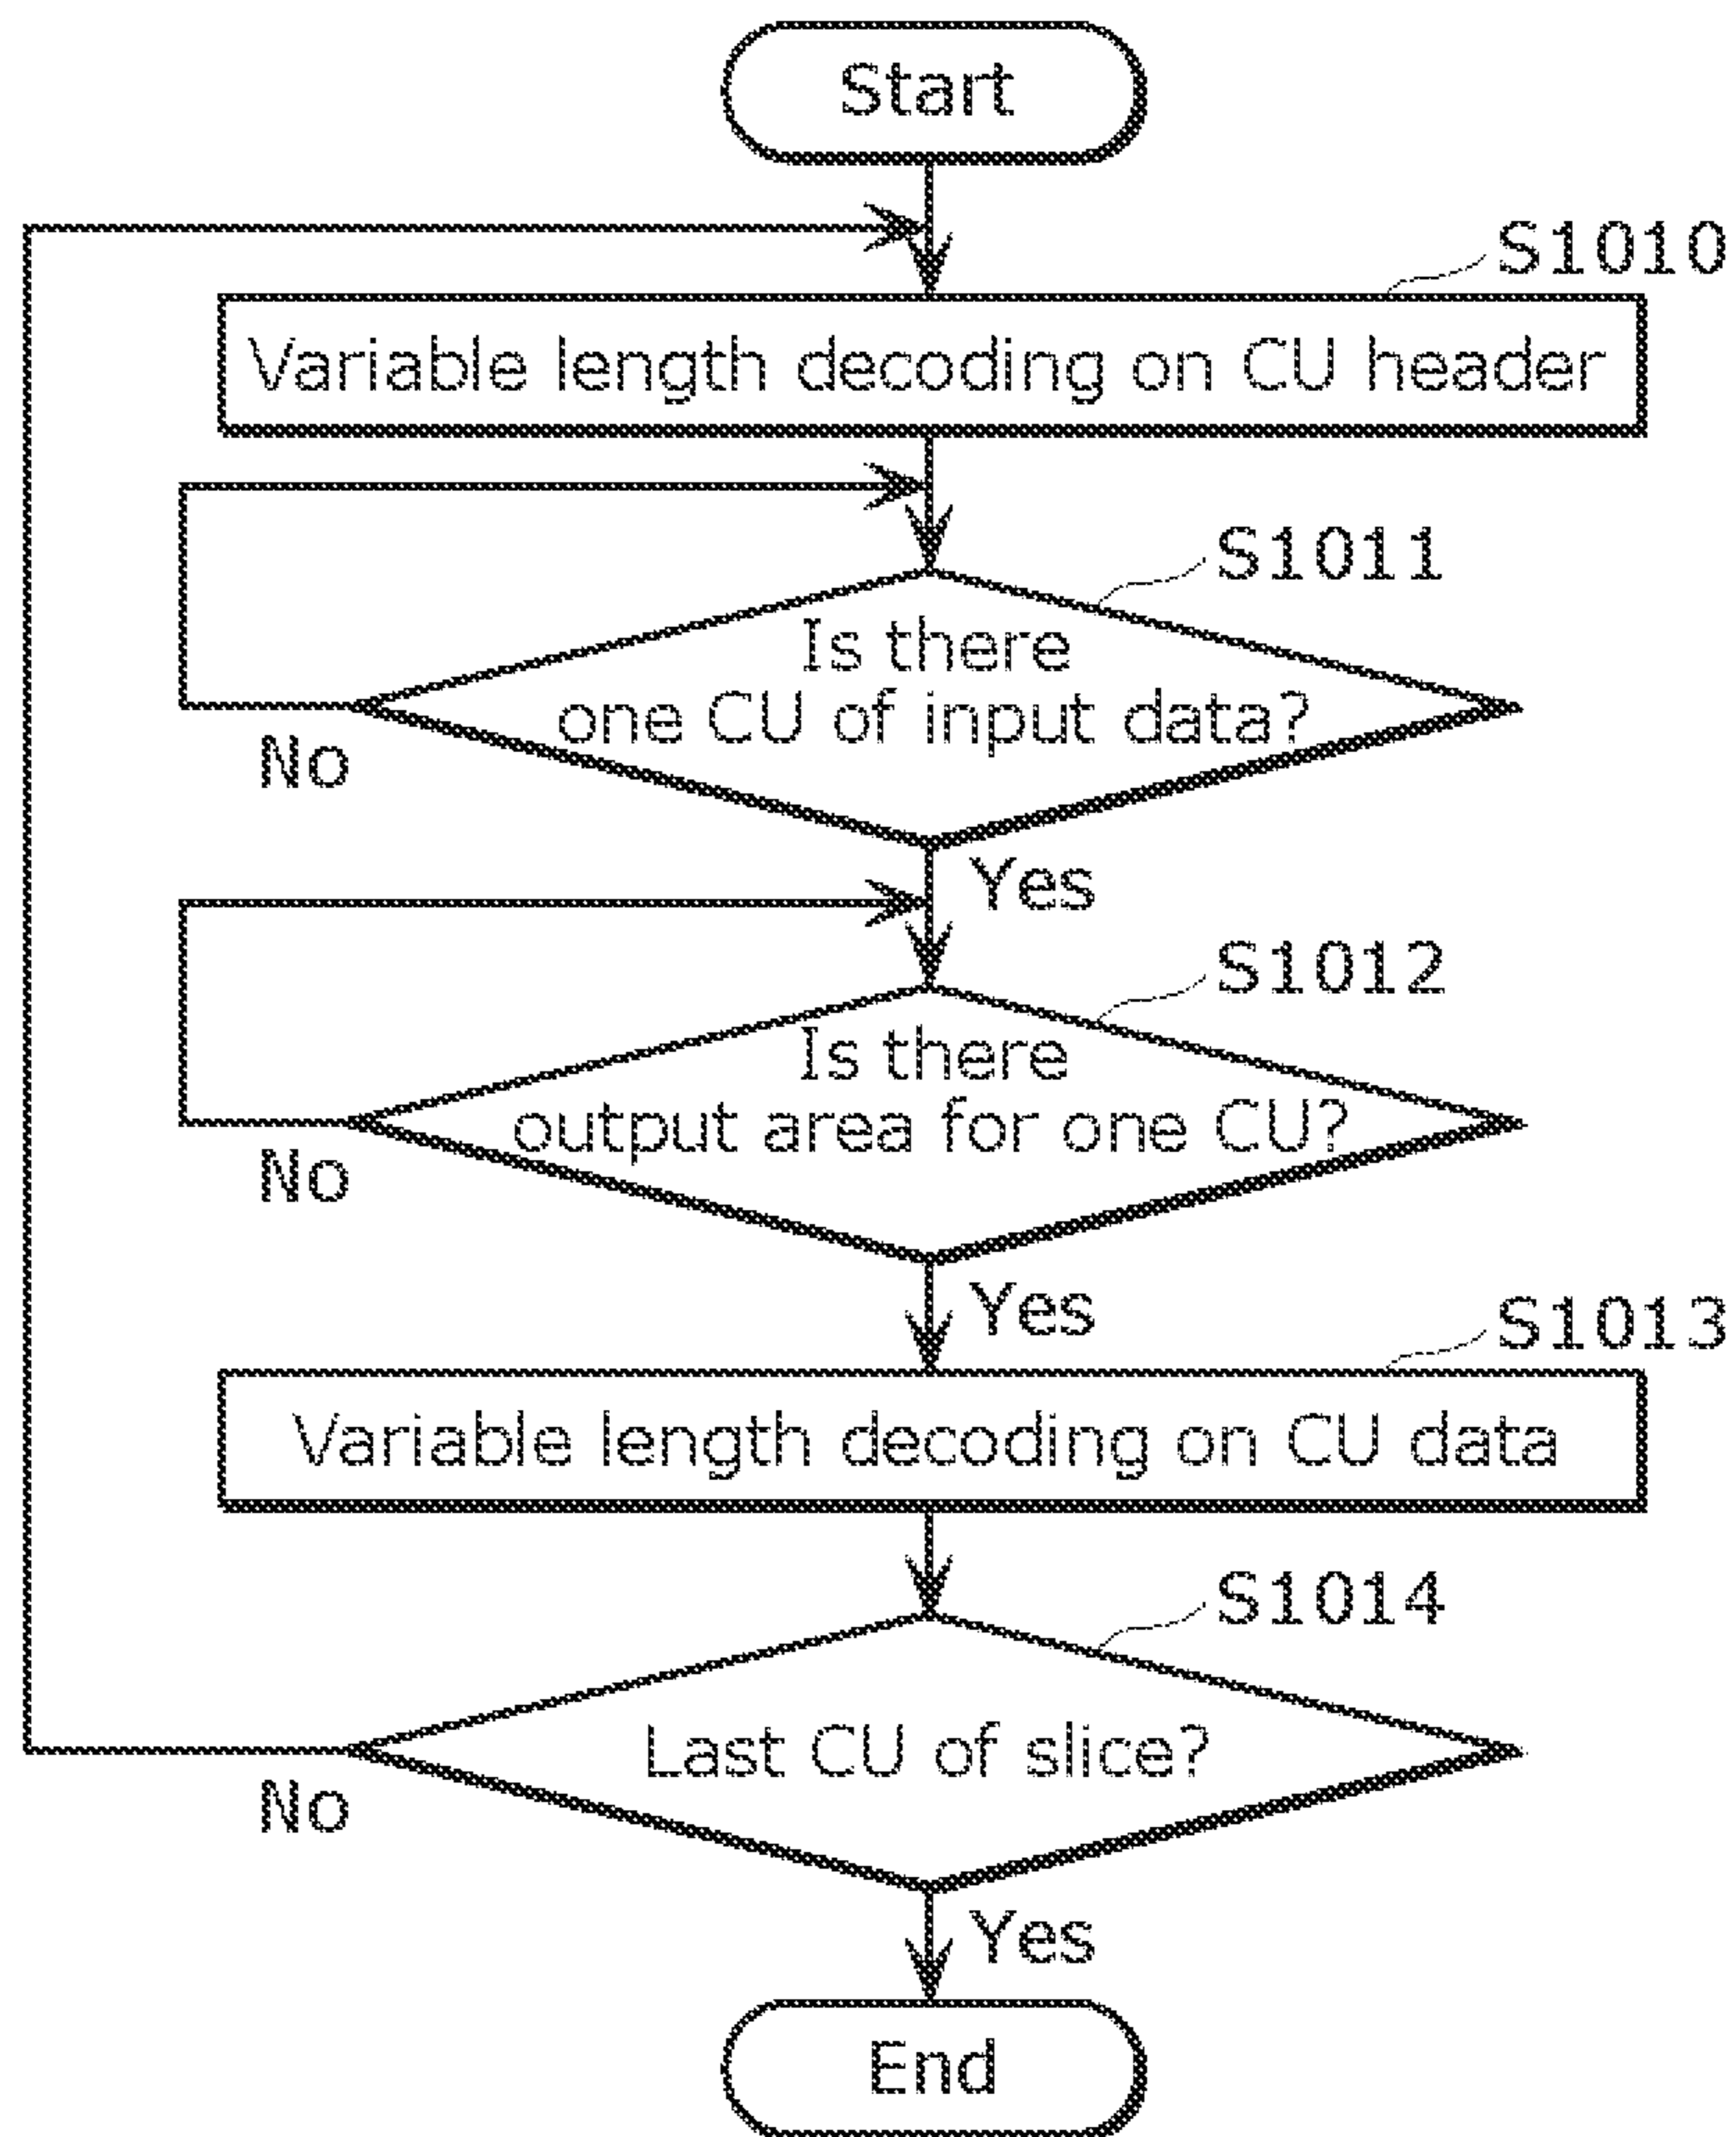 Start
S1010
Variable length decoding on CU header
S1011
Is there
one CU of input data?
No
Yes
S1012
Is there
output area for one CU?
No
Yes
S1013
Variable length decoding on CU data
S1014
Last CU of slice?
No
Yes
End